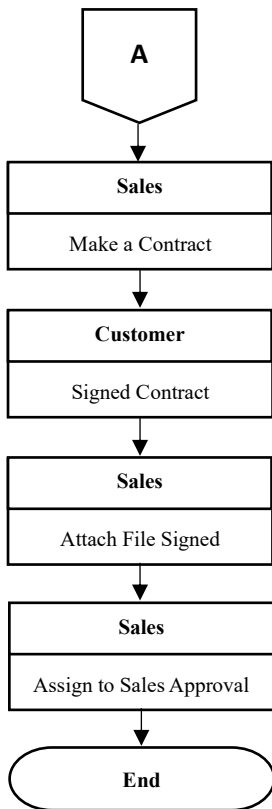 A
Sales
Make a Contract
Customer
Signed Contract
Sales
Attach File Signed
Sales
Assign to Sales Approval
End